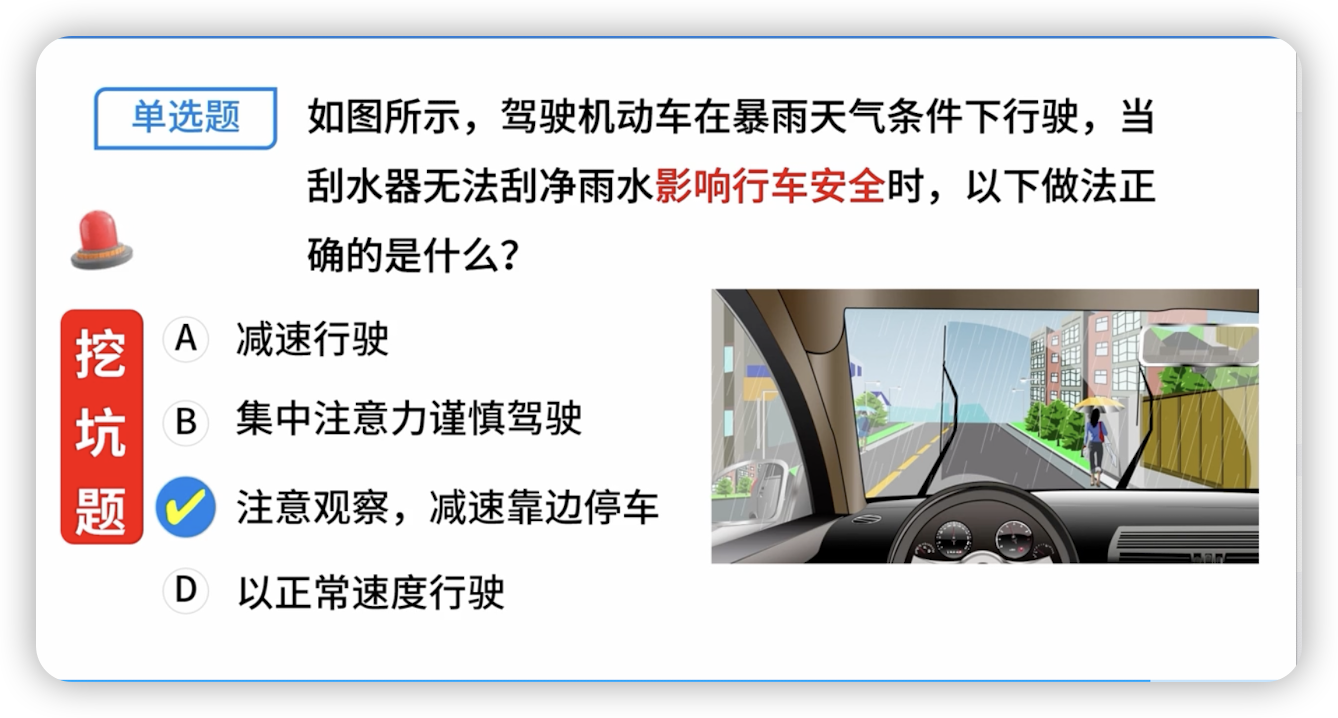 单选题
如图所示，驾驶机动车在暴雨天气条件下行驶，当
刮水器无法刮净雨水影响行车安全时，以下做法正
确的是什么？
挖坑题
A 减速行驶
B 集中注意力谨慎驾驶
注意观察，减速靠边停车
D 以正常速度行驶